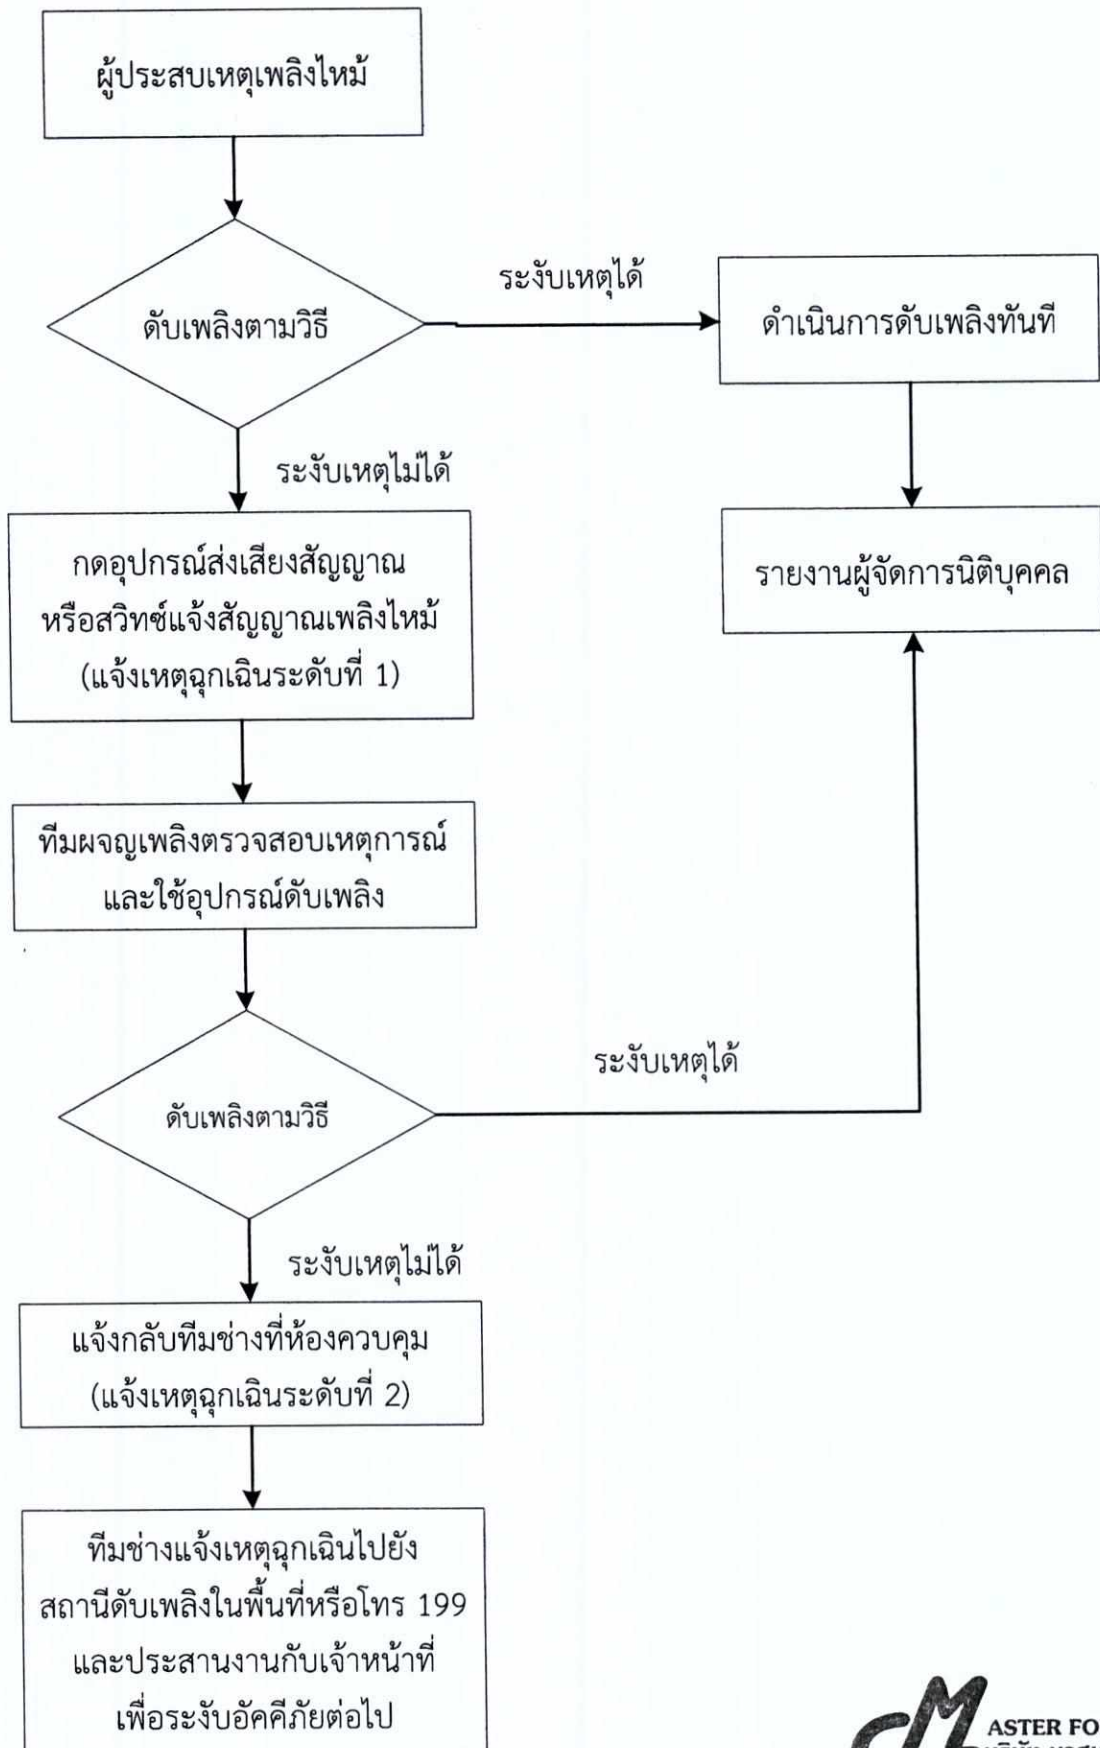 ผู้ประสบเหตุเพลิงไหม้
ระงับเหตุได้
ดับเพลิงตามวิธี
ดำเนินการดับเพลิงทันที
ระงับเหตุไม่ได้
กดอุปกรณ์ส่งเสียงสัญญาณ
หรือสวิทซ์แจ้งสัญญาณเพลิงไหม้
(แจ้งเหตุฉุกเฉินระดับที่ 1)
รายงานผู้จัดการนิติบุคคล
ทีมผจญเพลิงตรวจสอบเหตุการณ์
และใช้อุปกรณ์ดับเพลิง
ระงับเหตุได้
ดับเพลิงตามวิธี
ระงับเหตุไม่ได้
แจ้งกลับทีมช่างที่ห้องควบคุม
(แจ้งเหตุฉุกเฉินระดับที่ 2)
ทีมช่างแจ้งเหตุฉุกเฉินไปยัง
สถานีดับเพลิงในพื้นที่หรือโทร 199
และประสานงานกับเจ้าหน้าที่
เพื่อระงับอัคคีภัยต่อไป
MASTER FO